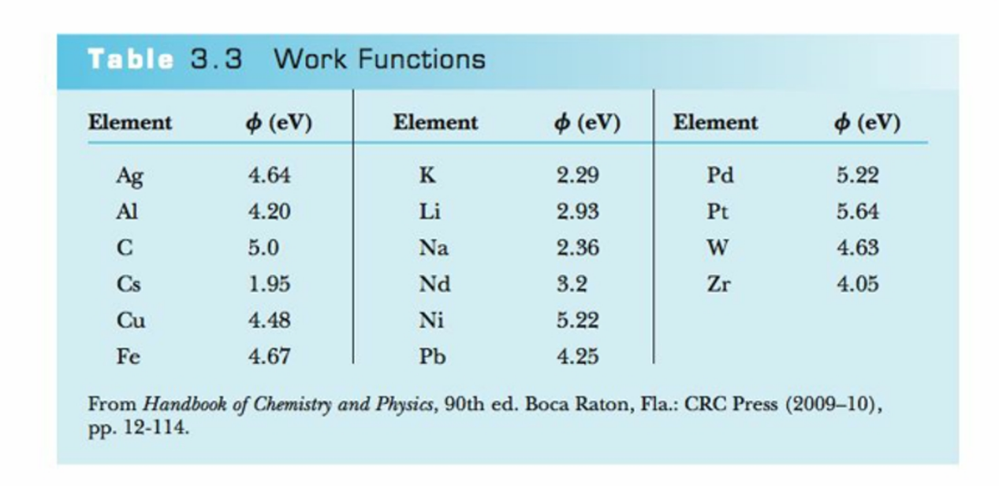 Table 3.3 Work Functions
Element ϕ (eV) Element ϕ (eV) Element ϕ (eV)
Ag 4.64 K 2.29 Pd 5.22
Al 4.20 Li 2.93 Pt 5.64
C 5.0 Na 2.36 W 4.63
Cs 1.95 Nd 3.2 Zr 4.05
Cu 4.48 Ni 5.22
Fe 4.67 Pb 4.25
From Handbook of Chemistry and Physics, 90th ed. Boca Raton, Fla.: CRC Press (2009–10),
pp. 12-114.